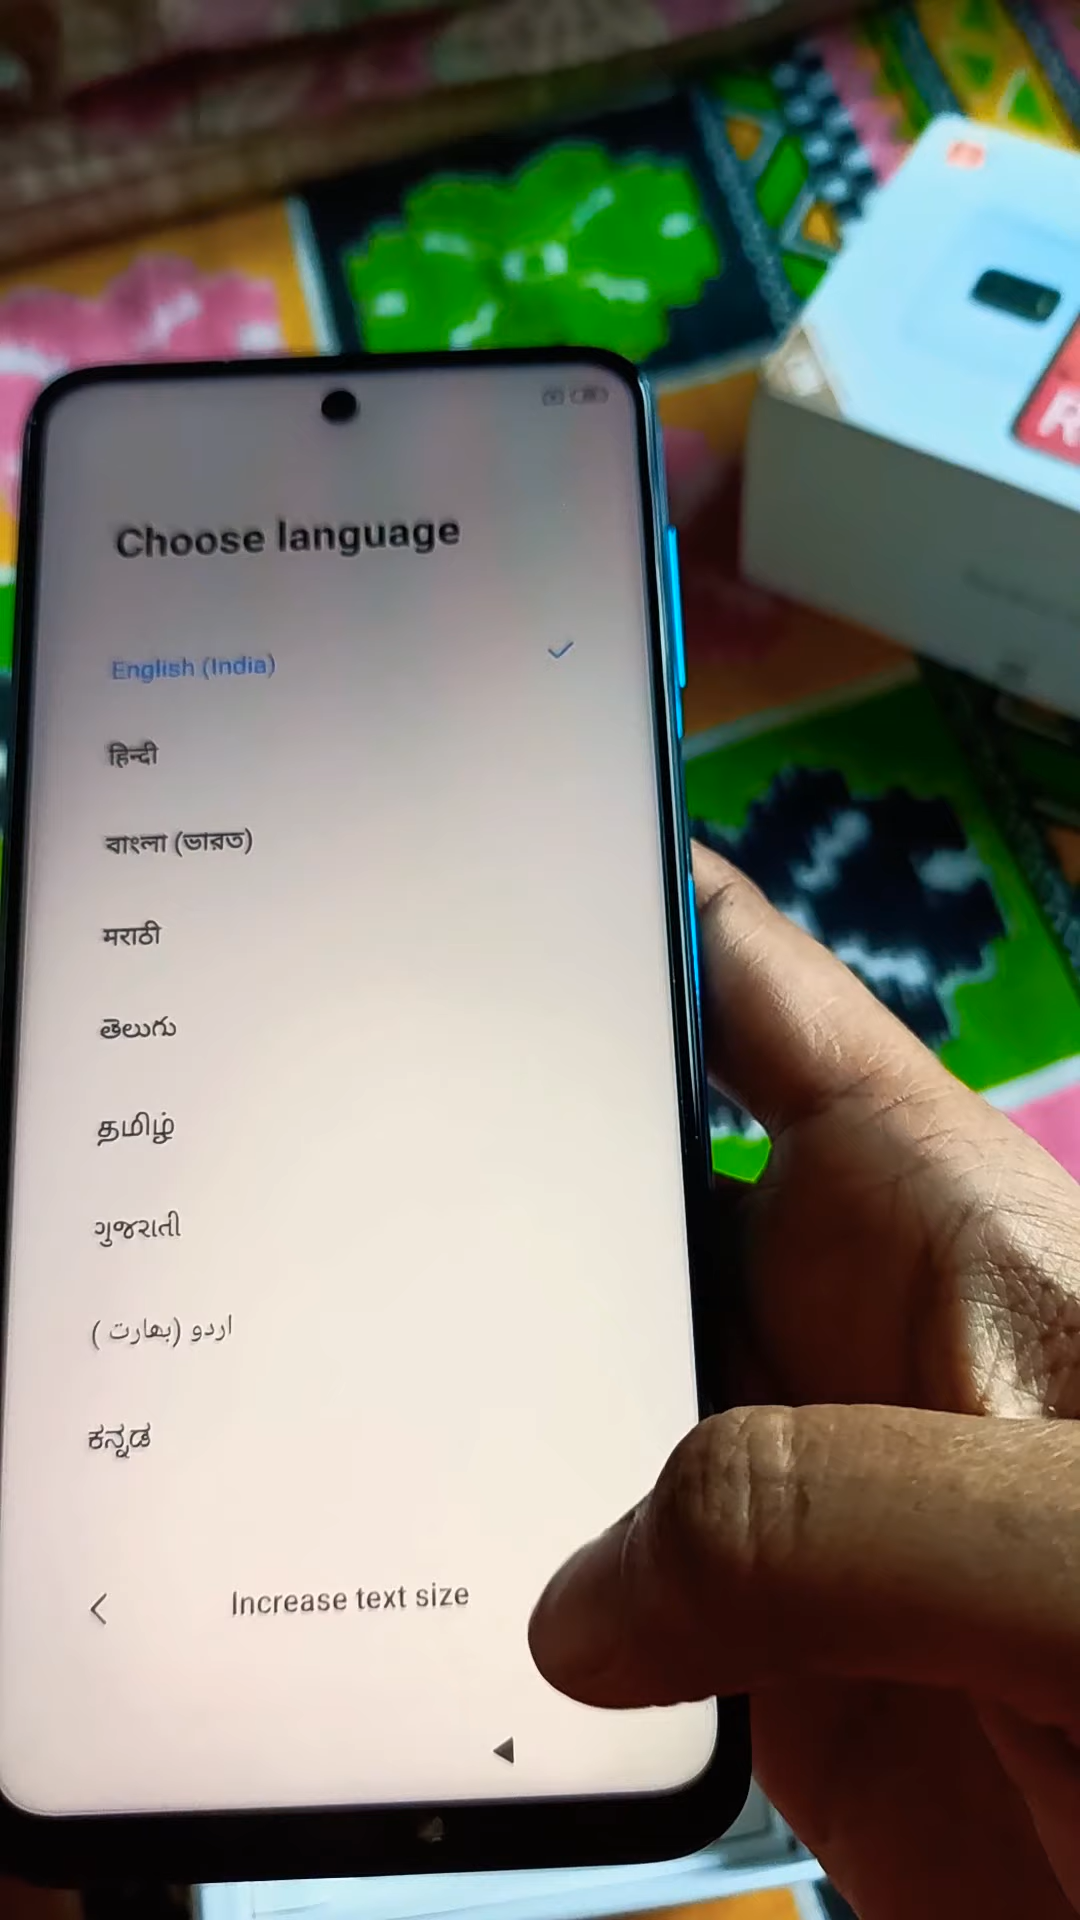 Choose language
English (India)
हिन्दी
বাংলা (ভারত)
मराठी
తెలుగు
தமிழ்
ગુજરાતી
اردو (بھارت )
ಕನ್ನಡ
Increase text size